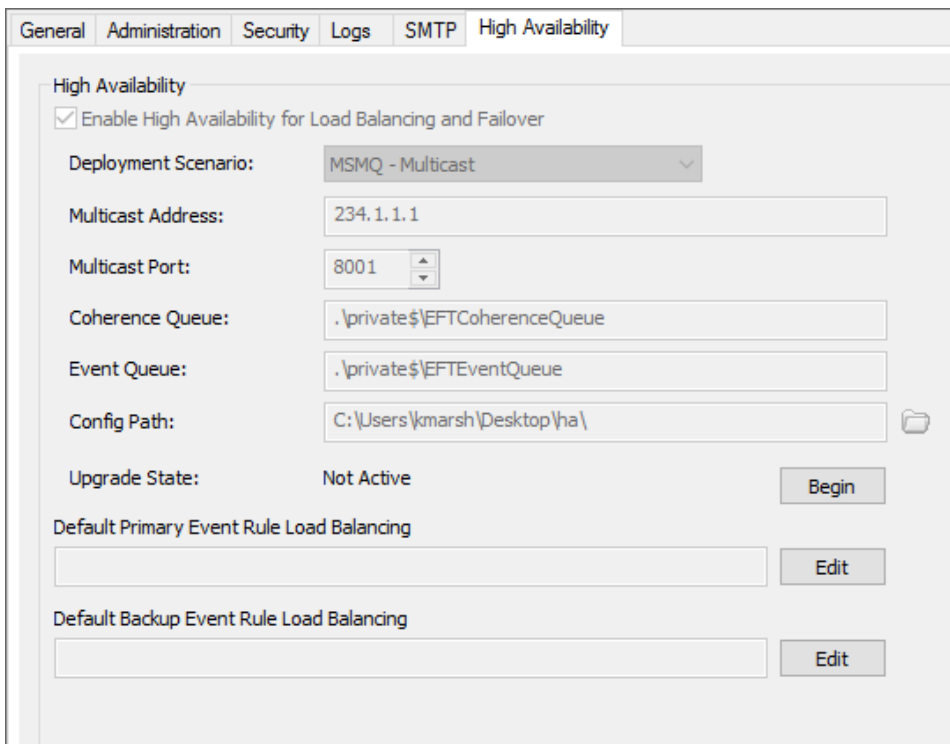 General Administration Security Logs SMTP High Availability
High Availability
Enable High Availability for Load Balancing and Failover
Deployment Scenario: MSMQ - Multicast
Multicast Address: 234.1.1.1
Multicast Port: 8001
Coherence Queue: .\private$\EFTCoherenceQueue
Event Queue: .\private$\EFTEventQueue
Config Path: C:\Users\kmarsh\Desktop\ha\
Upgrade State: Not Active Begin
Default Primary Event Rule Load Balancing
Edit
Default Backup Event Rule Load Balancing
Edit